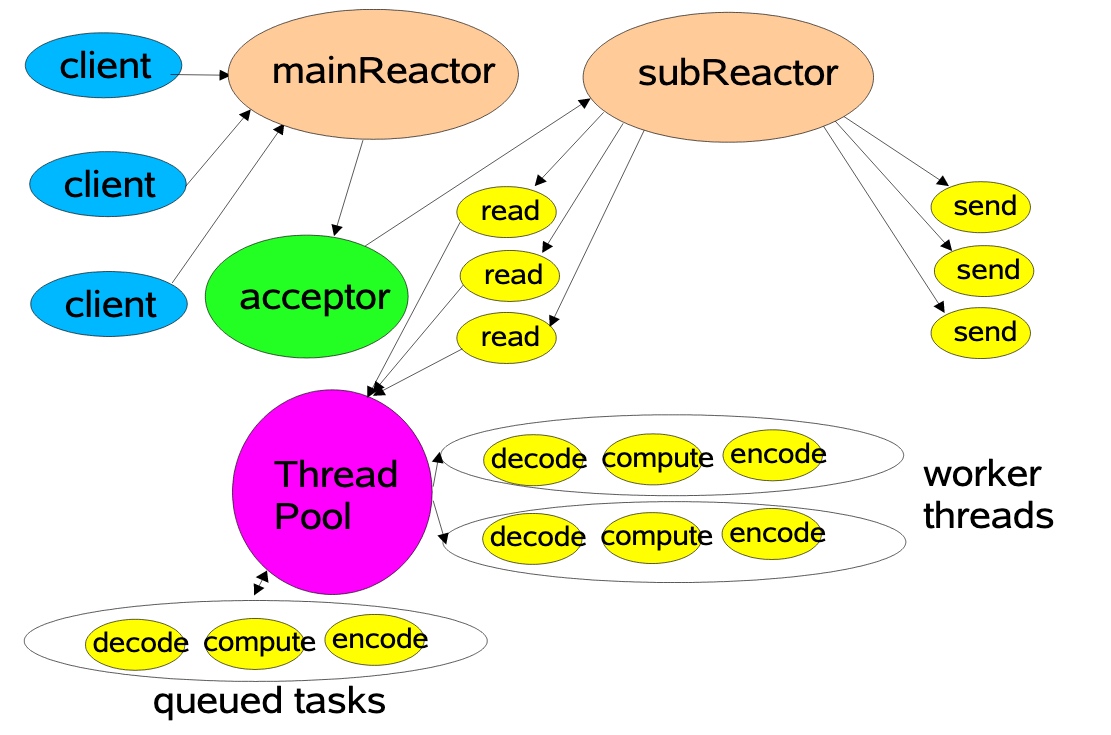 client
mainReactor
subReactor
client
read
send
client
acceptor
read
send
read
send
Thread
Pool
decode compute encode
worker
threads
decode compute encode
decode compute encode
queued tasks